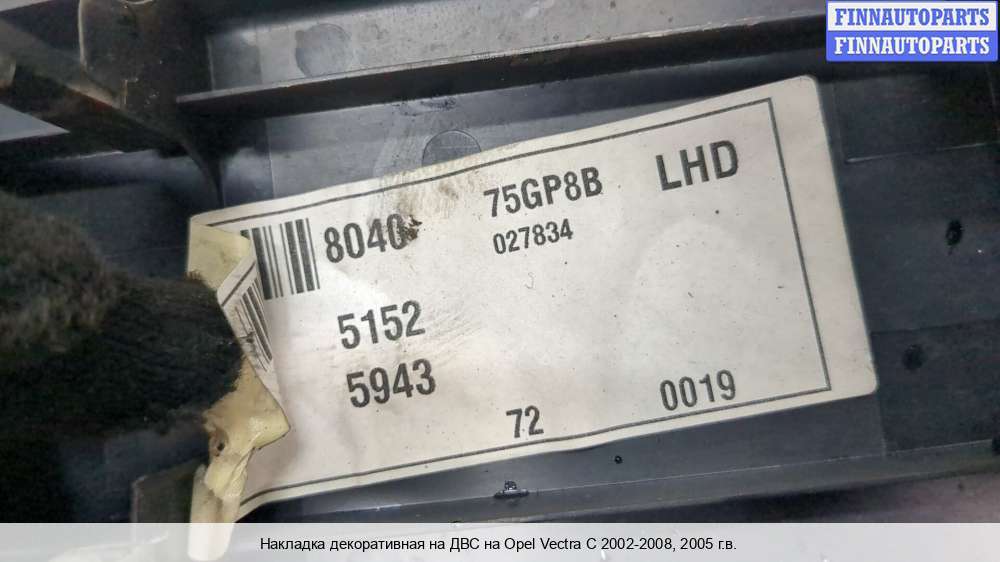 FINNAUTOPARTS
FINNAUTOPARTS
8040 75GP8B LHD
027834
5152
5943
72 0019
Накладка декоративная на ДВС на Opel Vectra C 2002-2008, 2005 г.в.